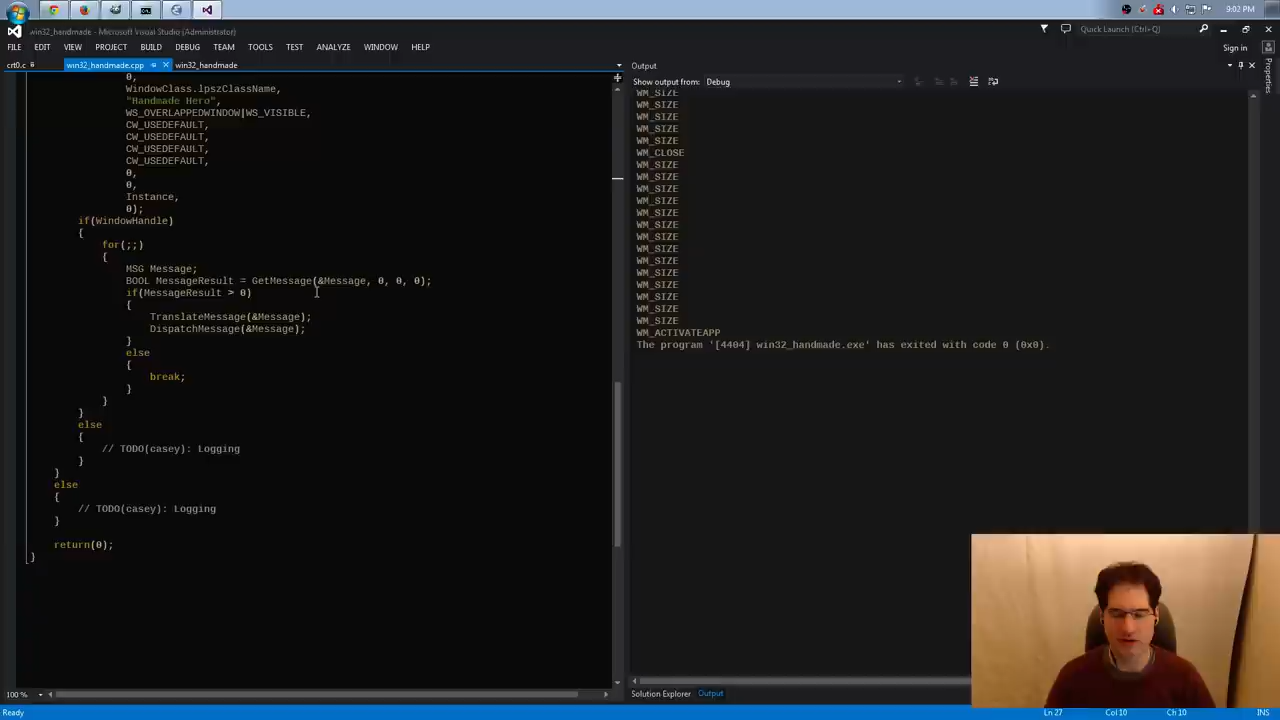 9:02 PM
win32_handmade - Microsoft Visual Studio (Administrator)
Quick Launch (Ctrl+Q)
FILE EDIT VIEW PROJECT BUILD DEBUG TEAM TOOLS TEST ANALYZE WINDOW HELP
Sign in
crt0.c win32_handmade.cpp win32_handmade
0,
WindowClass.lpszClassName,
"Handmade Hero",
WS_OVERLAPPEDWINDOW|WS_VISIBLE,
CW_USEDEFAULT,
CW_USEDEFAULT,
CW_USEDEFAULT,
CW_USEDEFAULT,
0,
0,
Instance,
0);
if(WindowHandle)
{
for(;;)
{
MSG Message;
BOOL MessageResult = GetMessage(&Message, 0, 0, 0);
if(MessageResult > 0)
{
TranslateMessage(&Message);
DispatchMessage(&Message);
}
else
{
break;
}
}
}
else
{
// TODO(casey): Logging
}
}
else
{
// TODO(casey): Logging
}
return(0);
}
100 %
Output
Show output from: Debug
WM_SIZE
WM_SIZE
WM_SIZE
WM_SIZE
WM_SIZE
WM_CLOSE
WM_SIZE
WM_SIZE
WM_SIZE
WM_SIZE
WM_SIZE
WM_SIZE
WM_SIZE
WM_SIZE
WM_SIZE
WM_SIZE
WM_SIZE
WM_SIZE
WM_SIZE
WM_SIZE
WM_ACTIVATEAPP
The program '[4404] win32_handmade.exe' has exited with code 0 (0x0).
Solution Explorer Output
Properties
Ready
Ln 27 Col 10 Ch 10 INS